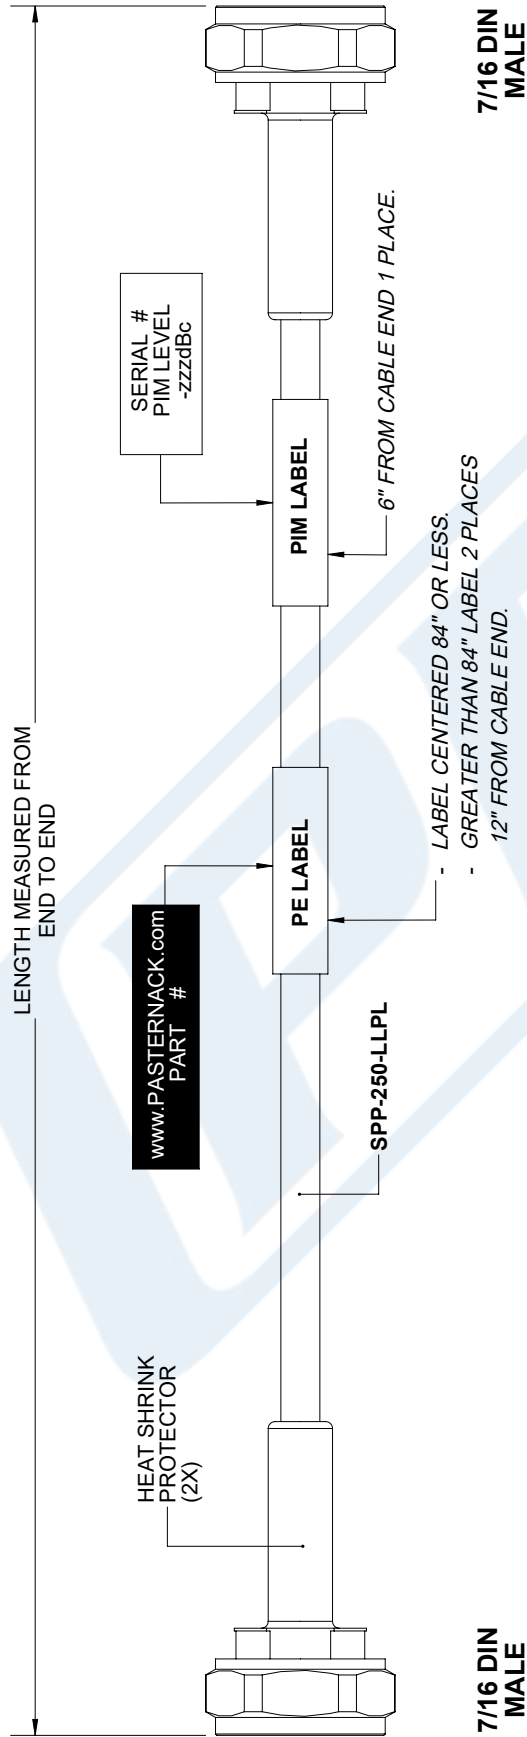 LENGTH MEASURED FROM
END TO END
HEAT SHRINK
PROTECTOR
(2X)
www.PASTERNACK.com
PART #
SERIAL #
PIM LEVEL
-zzzdBc
PE LABEL
PIM LABEL
SPP-250-LLPL
6" FROM CABLE END 1 PLACE.
- LABEL CENTERED 84" OR LESS.
- GREATER THAN 84" LABEL 2 PLACES
12" FROM CABLE END.
7/16 DIN
MALE
7/16 DIN
MALE